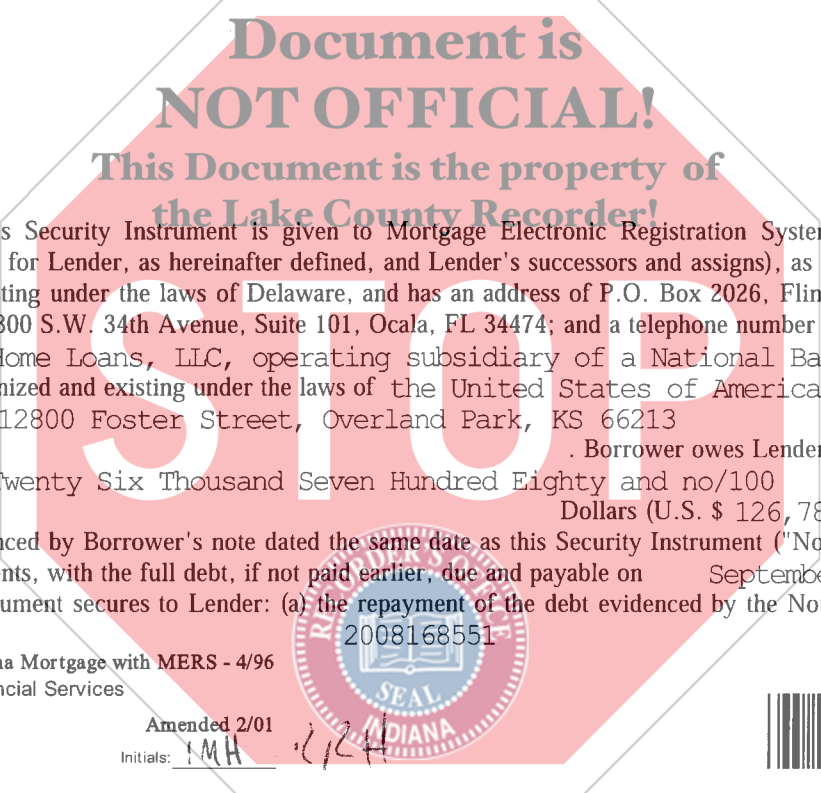 Document is
NOT OFFICIAL!
This Document is the property of
the Lake County Recorder!
s Security Instrument is given to Mortgage Electronic Registration System
for Lender, as hereinafter defined, and Lender's successors and assigns), as
ting under the laws of Delaware, and has an address of P.O. Box 2026, Flin
800 S.W. 34th Avenue, Suite 101, Ocala, FL 34474; and a telephone number
Home Loans, LLC, operating subsidiary of a National Ba
nized and existing under the laws of the United States of America
12800 Foster Street, Overland Park, KS 66213
. Borrower owes Lender
Twenty Six Thousand Seven Hundred Eighty and no/100
Dollars (U.S. $ 126,78
nced by Borrower's note dated the same date as this Security Instrument ("No
ents, with the full debt, if not paid earlier, due and payable on Septembe
ument secures to Lender: (a) the repayment of the debt evidenced by the No
STOP
RECORDER'S OFFICE
2008168551
SEAL
INDIANA
na Mortgage with MERS - 4/96
ncial Services
Amended 2/01
Initials: IMH CRH